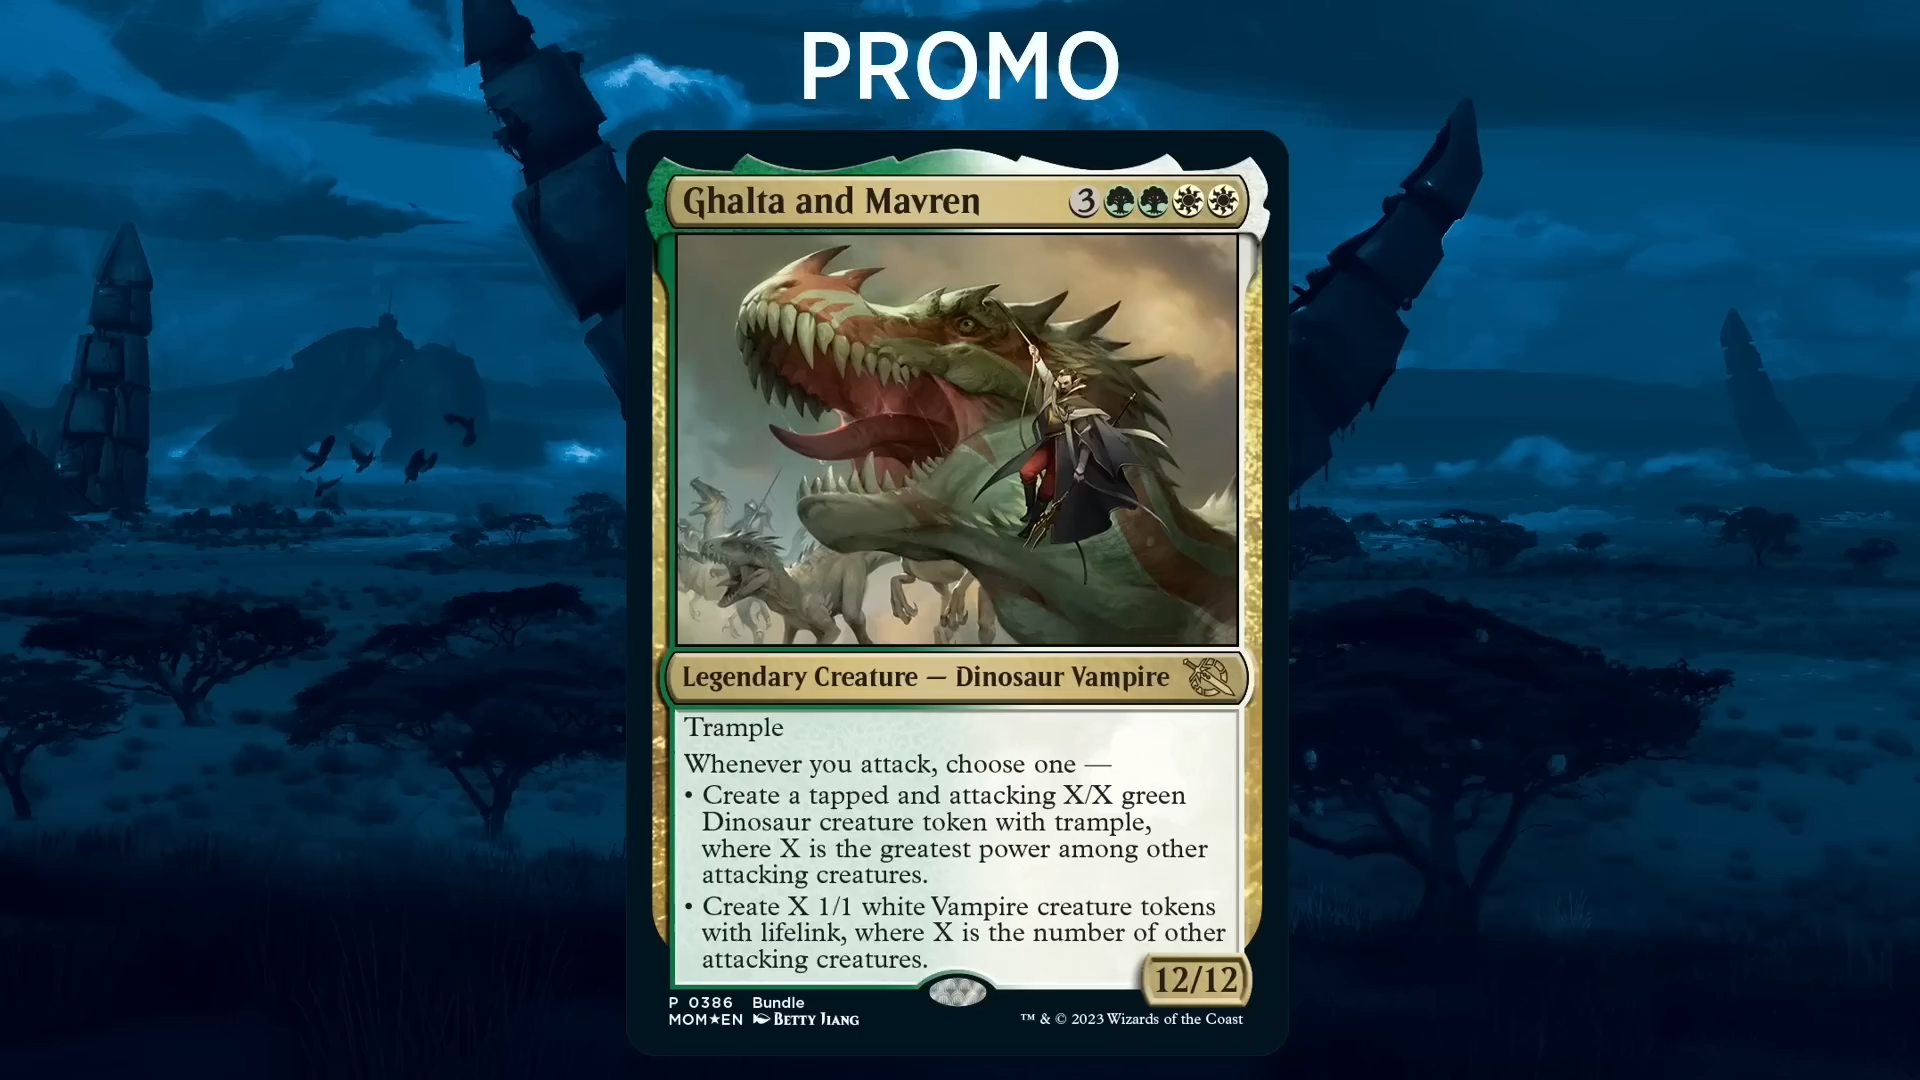 PROMO
Ghalta and Mavren 3
Legendary Creature — Dinosaur Vampire
Trample
Whenever you attack, choose one —
• Create a tapped and attacking X/X green
Dinosaur creature token with trample,
where X is the greatest power among other
attacking creatures.
• Create X 1/1 white Vampire creature tokens
with lifelink, where X is the number of other
attacking creatures.
12/12
P 0386 Bundle
MOM★EN BETTY JIANG
™ & © 2023 Wizards of the Coast